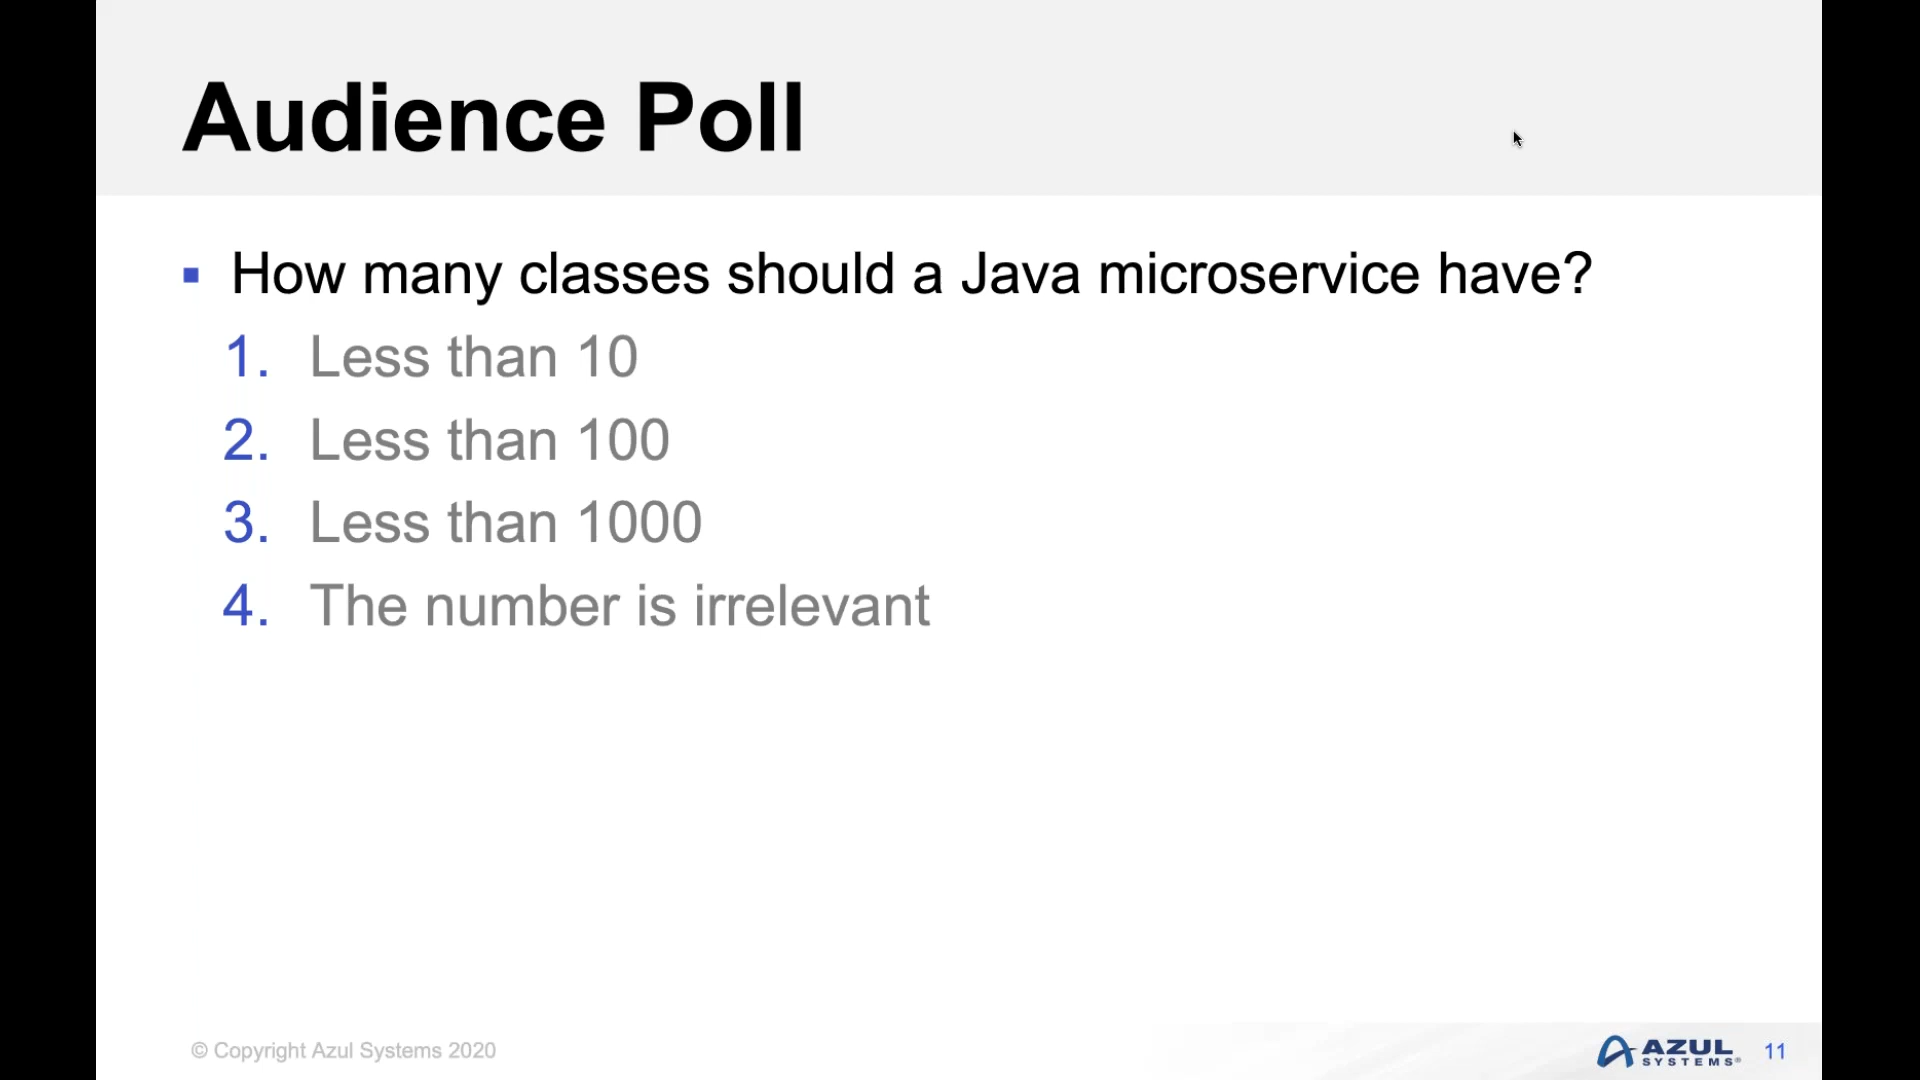 Audience Poll
▪ How many classes should a Java microservice have?
1. Less than 10
2. Less than 100
3. Less than 1000
4. The number is irrelevant
© Copyright Azul Systems 2020
AZUL
SYSTEMS®
11